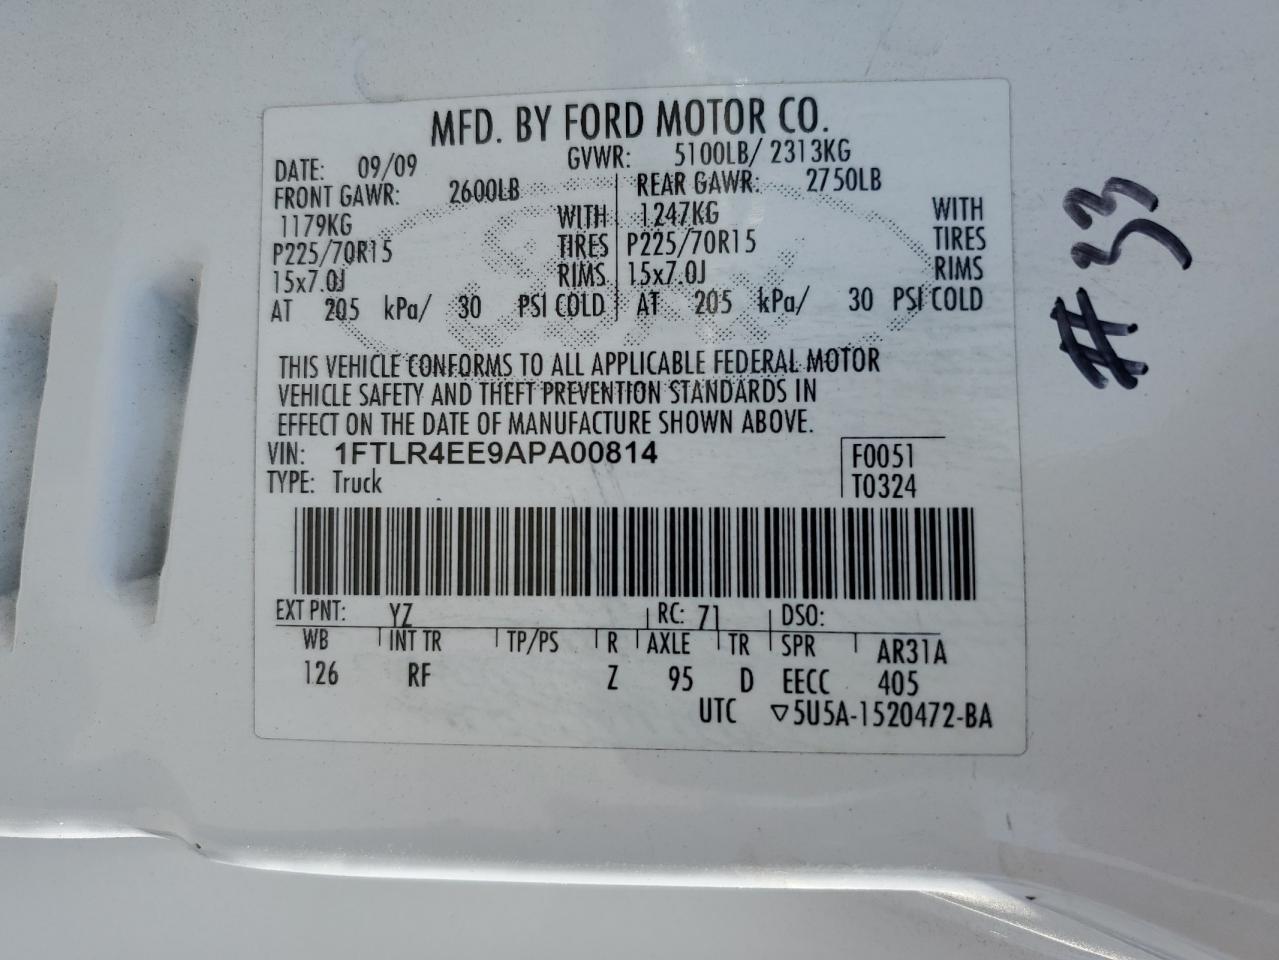 MFD. BY FORD MOTOR CO.
DATE: 09/09 GVWR: 5100LB/ 2313KG
FRONT GAWR: 2600LB REAR GAWR: 2750LB
1179KG WITH 1247KG WITH
P225/70R15 TIRES P225/70R15 TIRES
15x7.0J RIMS 15x7.0J RIMS
AT 205 kPa/ 30 PSI COLD AT 205 kPa/ 30 PSI COLD
THIS VEHICLE CONFORMS TO ALL APPLICABLE FEDERAL MOTOR
VEHICLE SAFETY AND THEFT PREVENTION STANDARDS IN
EFFECT ON THE DATE OF MANUFACTURE SHOWN ABOVE.
VIN: 1FTLR4EE9APA00814 F0051
TYPE: Truck T0324
EXT PNT: YZ RC: 71 DSO:
WB INT TR TP/PS R AXLE TR SPR AR31A
126 RF Z 95 D EECC 405
UTC ▽5U5A-1520472-BA
#33